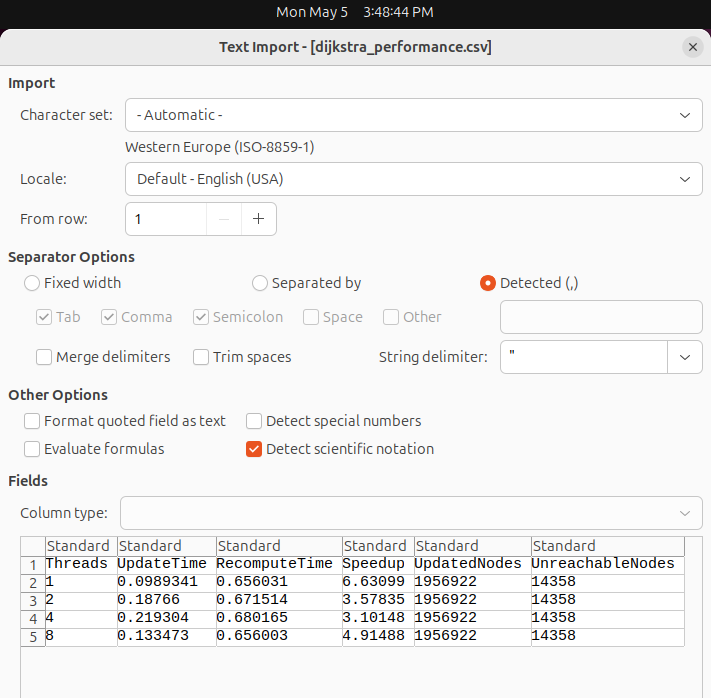 Mon May 5 3:48:44 PM
Text Import - [dijkstra_performance.csv]
Import
Character set: - Automatic -
Western Europe (ISO-8859-1)
Locale: Default - English (USA)
From row: 1
Separator Options
Fixed width Separated by Detected (,)
Tab Comma Semicolon Space Other
Merge delimiters Trim spaces String delimiter: "
Other Options
Format quoted field as text Detect special numbers
Evaluate formulas Detect scientific notation
Fields
Column type:
Standard Standard Standard Standard Standard Standard
1 Threads UpdateTime RecomputeTime Speedup UpdatedNodes UnreachableNodes
2 1 0.0989341 0.656031 6.63099 1956922 14358
3 2 0.18766 0.671514 3.57835 1956922 14358
4 4 0.219304 0.680165 3.10148 1956922 14358
5 8 0.133473 0.656003 4.91488 1956922 14358